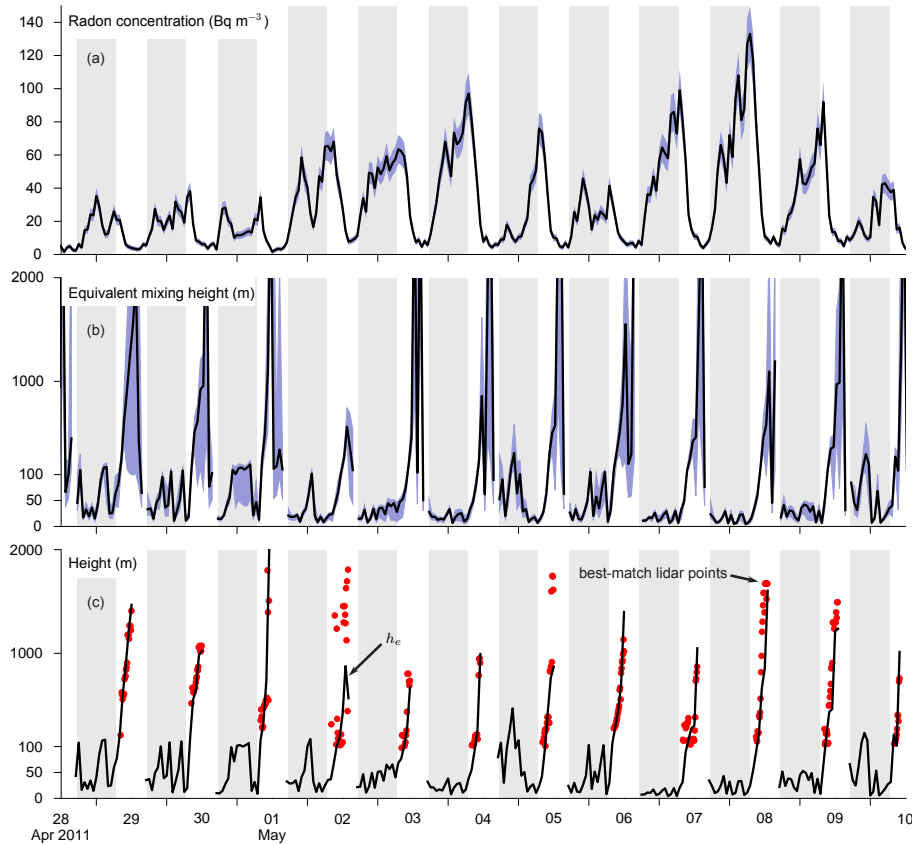 Radon concentration (Bq m⁻³)
140
120
100
80
60
40
20
0
(a)
Equivalent mixing height (m)
2000
1000
100
50
0
(b)
Height (m)
2000
1000
100
50
0
(c)
best-match lidar points
hₑ
28 29 30 01 02 03 04 05 06 07 08 09 10
Apr 2011 May